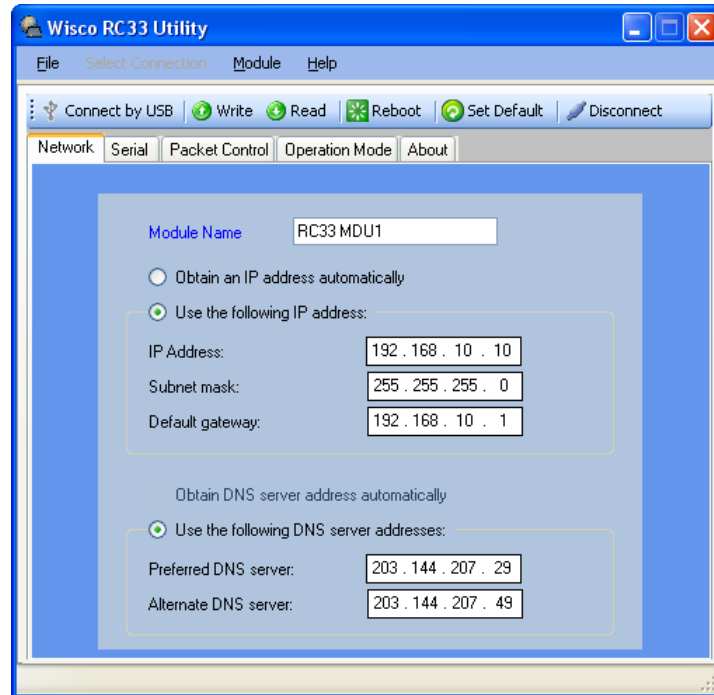 Wisco RC33 Utility
File Select Connection Module Help
Connect by USB Write Read Reboot Set Default Disconnect
Network Serial Packet Control Operation Mode About
Module Name RC33 MDU1
Obtain an IP address automatically
Use the following IP address:
IP Address: 192 . 168 . 10 . 10
Subnet mask: 255 . 255 . 255 . 0
Default gateway: 192 . 168 . 10 . 1
Obtain DNS server address automatically
Use the following DNS server addresses:
Preferred DNS server: 203 . 144 . 207 . 29
Alternate DNS server: 203 . 144 . 207 . 49